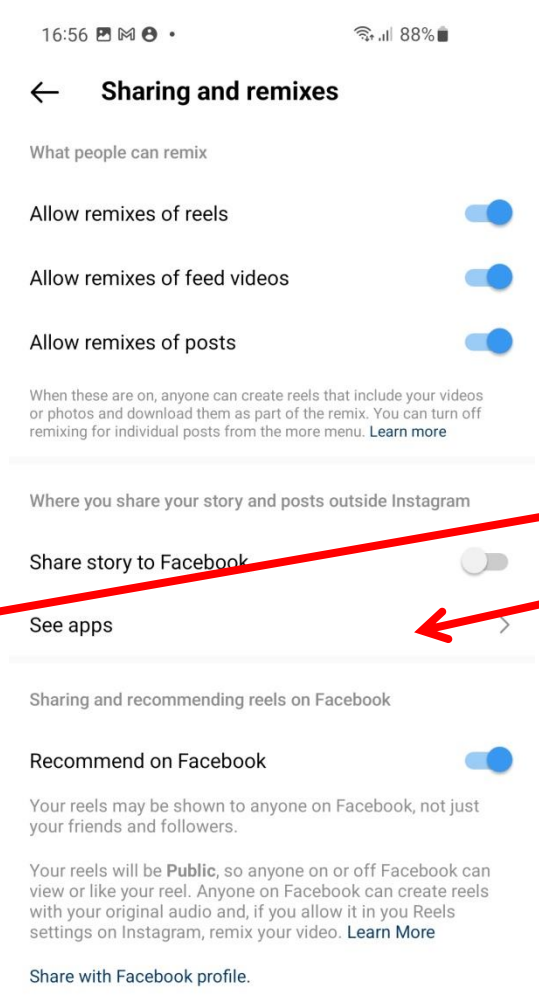 16:56 88%
Sharing and remixes
What people can remix
Allow remixes of reels
Allow remixes of feed videos
Allow remixes of posts
When these are on, anyone can create reels that include your videos
or photos and download them as part of the remix. You can turn off
remixing for individual posts from the more menu. Learn more
Where you share your story and posts outside Instagram
Share story to Facebook
See apps
Sharing and recommending reels on Facebook
Recommend on Facebook
Your reels may be shown to anyone on Facebook, not just
your friends and followers.
Your reels will be Public, so anyone on or off Facebook can
view or like your reel. Anyone on Facebook can create reels
with your original audio and, if you allow it in you Reels
settings on Instagram, remix your video. Learn More
Share with Facebook profile.